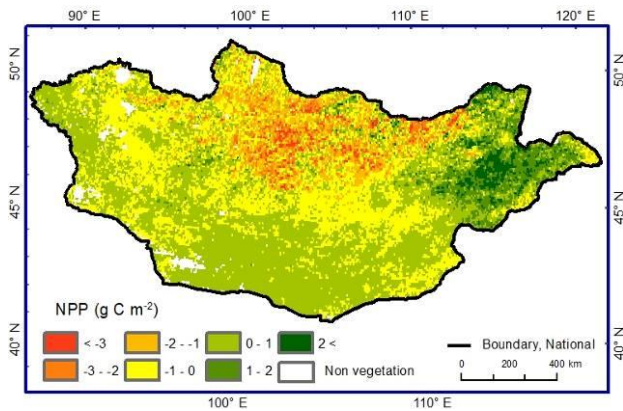 90° E 100° E 110° E 120° E
50° N
45° N
40° N
50° N
45° N
40° N
NPP (g C m-2)
< -3 -2 - -1 0 - 1 2 <
-3 - -2 -1 - 0 1 - 2 Non vegetation
Boundary, National
0 200 400 km
100° E 110° E